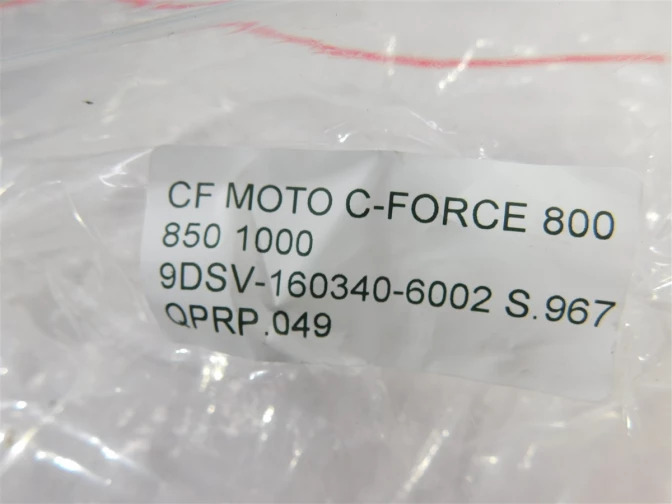 CF MOTO C-FORCE 800
850 1000
9DSV-160340-6002 S.967
QPRP.049